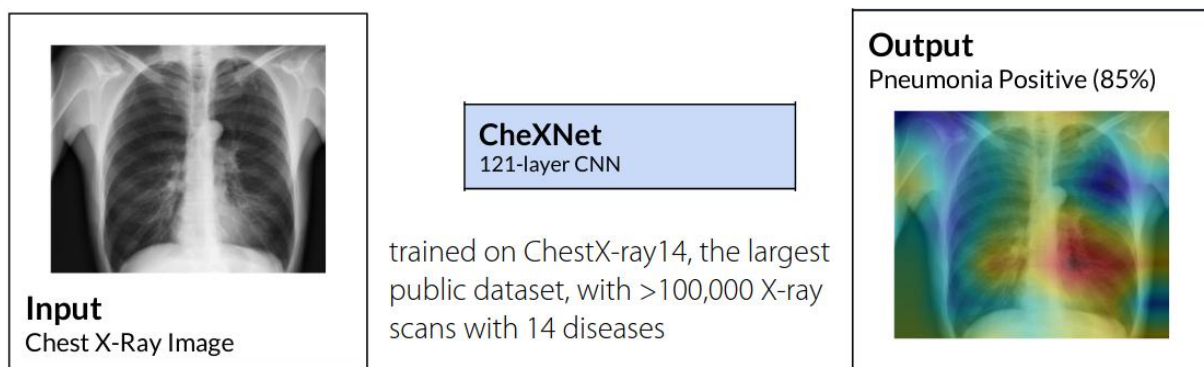 Input
Chest X-Ray Image
CheXNet
121-layer CNN
trained on ChestX-ray14, the largest
public dataset, with >100,000 X-ray
scans with 14 diseases
Output
Pneumonia Positive (85%)